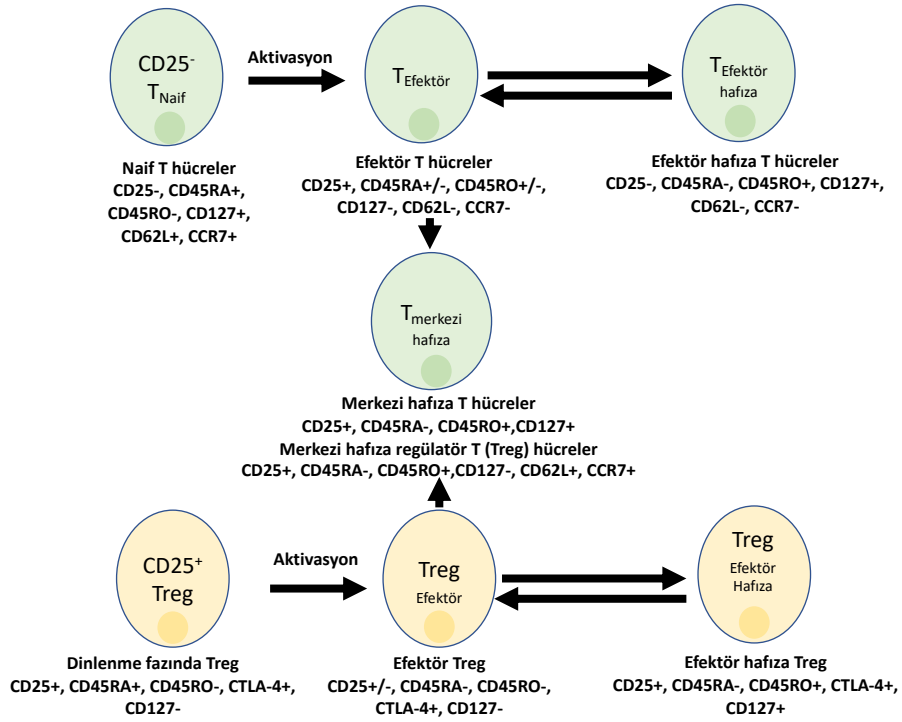 CD25-
TNaif
Aktivasyon
TEfektör
TEfektör
hafıza
Naif T hücreler
CD25-, CD45RA+,
CD45RO-, CD127+,
CD62L+, CCR7+
Efektör T hücreler
CD25+, CD45RA+/-, CD45RO+/-,
CD127-, CD62L-, CCR7-
Efektör hafıza T hücreler
CD25-, CD45RA-, CD45RO+, CD127+,
CD62L-, CCR7-
Tmerkezi
hafıza
Merkezi hafıza T hücreler
CD25+, CD45RA-, CD45RO+,CD127+
Merkezi hafıza regülatör T (Treg) hücreler
CD25+, CD45RA-, CD45RO+,CD127-, CD62L+, CCR7+
CD25+
Treg
Aktivasyon
Treg
Efektör
Treg
Efektör
Hafıza
Dinlenme fazında Treg
CD25+, CD45RA+, CD45RO-, CTLA-4+,
CD127-
Efektör Treg
CD25+/-, CD45RA-, CD45RO-,
CTLA-4+, CD127-
Efektör hafıza Treg
CD25+, CD45RA-, CD45RO+, CTLA-4+,
CD127+